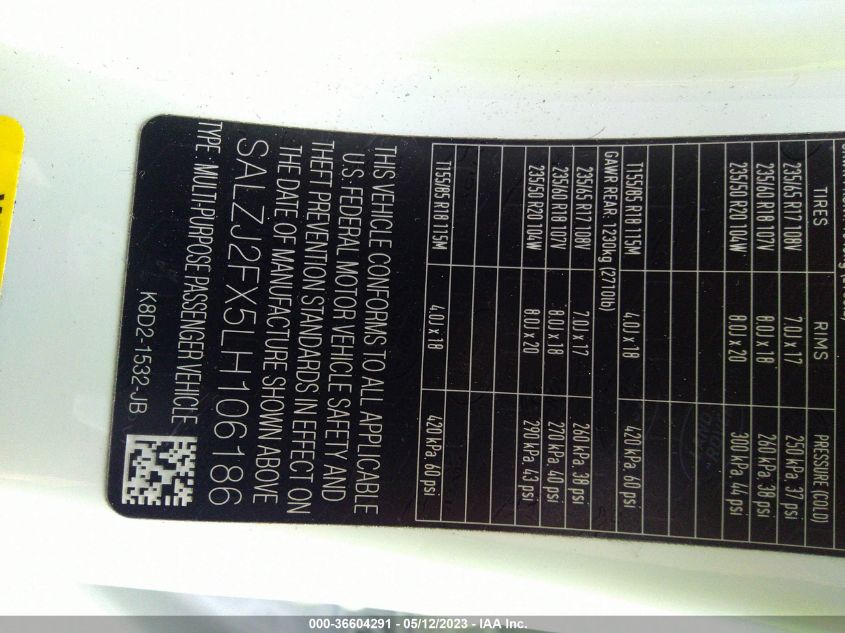 TIRES RIMS PRESSURE (COLD)
235/65 R17 108V 7.0J x 17 250 kPa. 37 psi
235/60 R18 107V 8.0J x 18 260 kPa. 38 psi
235/50 R20 104W 8.0J x 20 300 kPa. 44 psi
T155/85 R18 115M 4.0J x 18 420 kPa. 60 psi
GAWR REAR. 1230kg (2710lb)
235/65 R17 108V 7.0J x 17 260 kPa. 38 psi
235/60 R18 107V 8.0J x 18 270 kPa. 40 psi
235/50 R20 104W 8.0J x 20 290 kPa. 43 psi
T155/85 R18 115M 4.0J x 18 420 kPa. 60 psi
THIS VEHICLE CONFORMS TO ALL APPLICABLE
U.S. FEDERAL MOTOR VEHICLE SAFETY AND
THEFT PREVENTION STANDARDS IN EFFECT ON
THE DATE OF MANUFACTURE SHOWN ABOVE
SALZJ2FX5LH106186
TYPE: MULTI-PURPOSE PASSENGER VEHICLE
K8D2-1532-JB
000-36604291 - 05/12/2023 - IAA Inc.